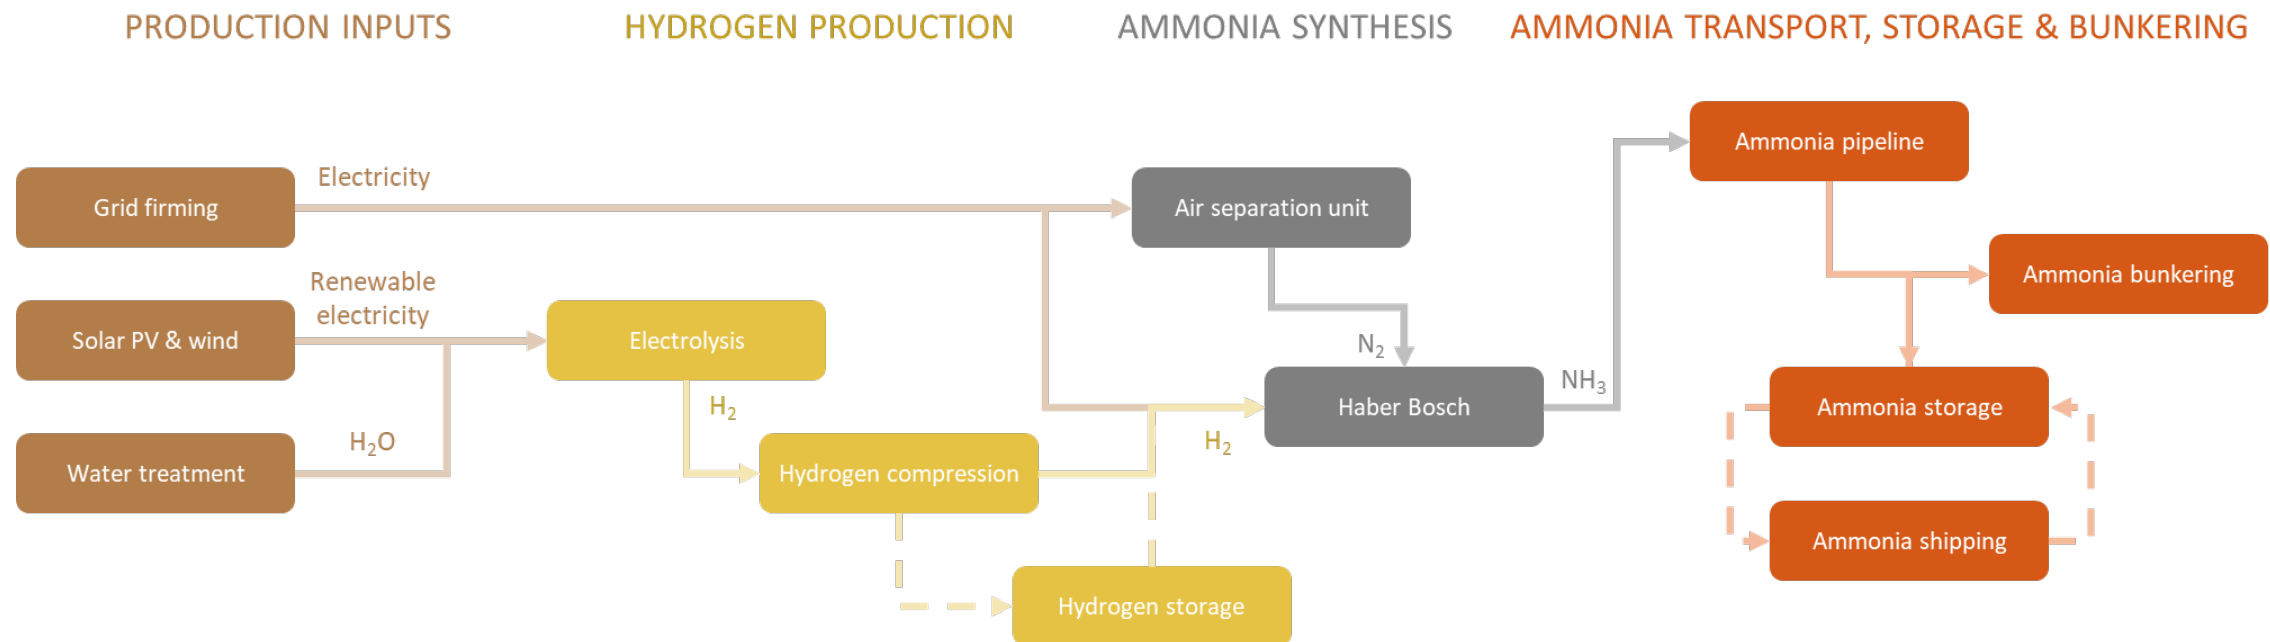 PRODUCTION INPUTS
HYDROGEN PRODUCTION
AMMONIA SYNTHESIS
AMMONIA TRANSPORT, STORAGE & BUNKERING
Grid firming
Electricity
Air separation unit
Ammonia pipeline
Ammonia bunkering
Solar PV & wind
Renewable
electricity
Electrolysis
N₂
Haber Bosch
NH₃
Ammonia storage
Water treatment
H₂O
H₂
Hydrogen compression
H₂
Ammonia shipping
Hydrogen storage